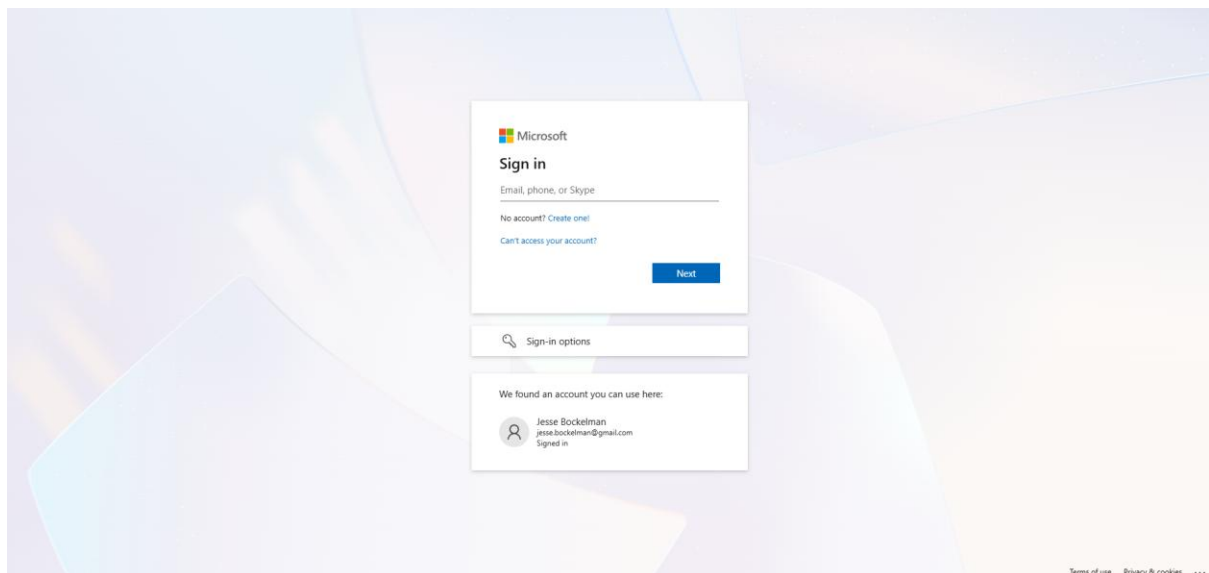 Microsoft
Sign in
Email, phone, or Skype
No account? Create one!
Can't access your account?
Next
Sign-in options
We found an account you can use here:
Jesse Bockelman
jesse.bockelman@gmail.com
Signed in
Terms of use Privacy & cookies ...